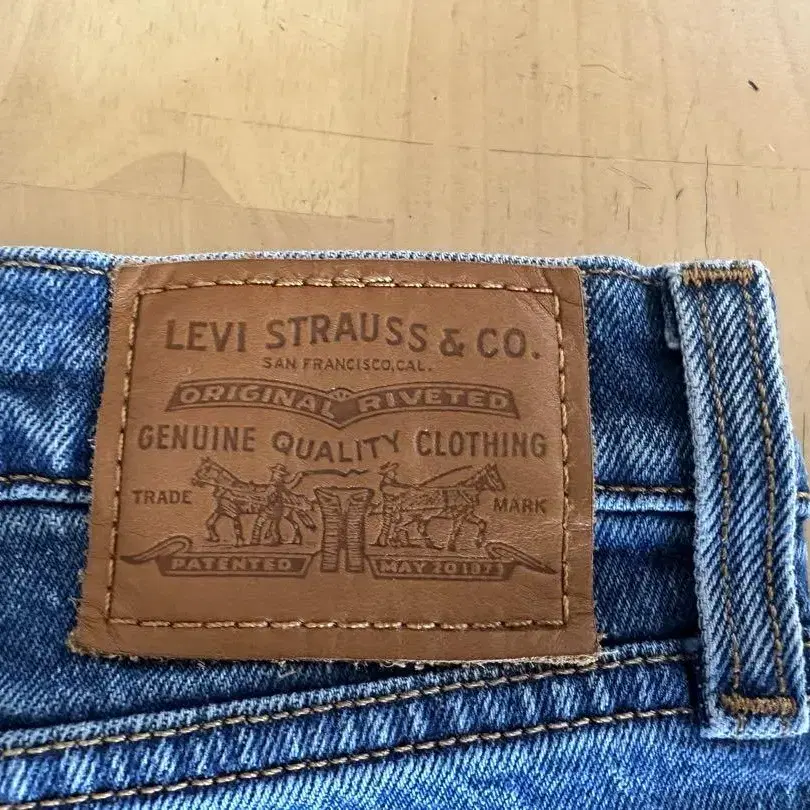 LEVI STRAUSS & CO.
SAN FRANCISCO, CAL.
ORIGINAL RIVETED
GENUINE QUALITY CLOTHING
TRADE MARK
PATENTED MAY 20 1873